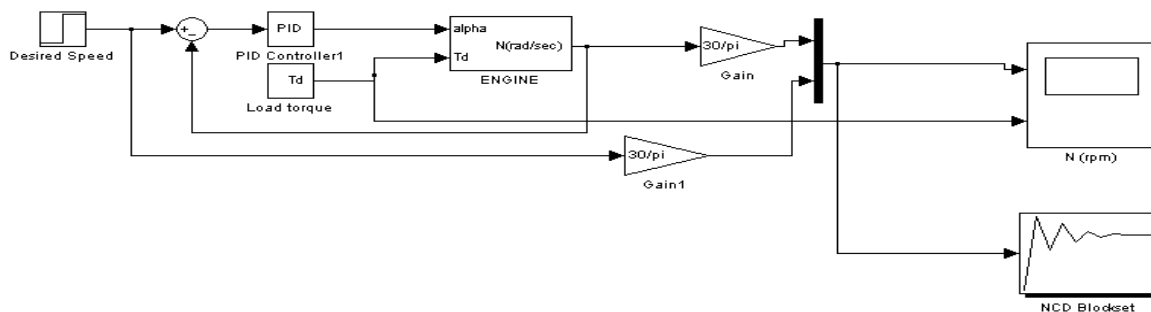 Desired Speed
+
-
PID
PID Controller1
Td
Load torque
alpha
Td
N(rad/sec)
ENGINE
30/pi
Gain
30/pi
Gain1
N (rpm)
NCD Blockset